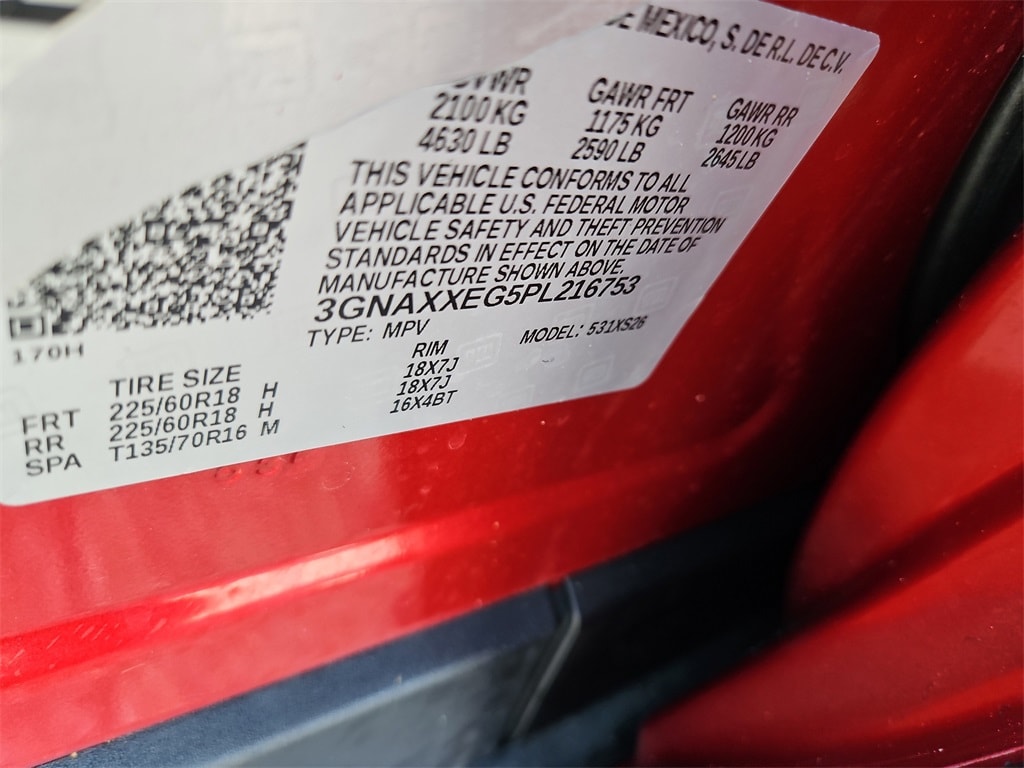 DE MEXICO, S. DE R.L. DE C.V.
GVWR GAWR FRT GAWR RR
2100 KG 1175 KG 1200 KG
4630 LB 2590 LB 2645 LB
THIS VEHICLE CONFORMS TO ALL
APPLICABLE U.S. FEDERAL MOTOR
VEHICLE SAFETY AND THEFT PREVENTION
STANDARDS IN EFFECT ON THE DATE OF
MANUFACTURE SHOWN ABOVE.
3GNAXXEG5PL216753
TYPE: MPV MODEL: 531XS26
170H
TIRE SIZE RIM
FRT 225/60R18 H 18X7J
RR 225/60R18 H 18X7J
SPA T135/70R16 M 16X4BT